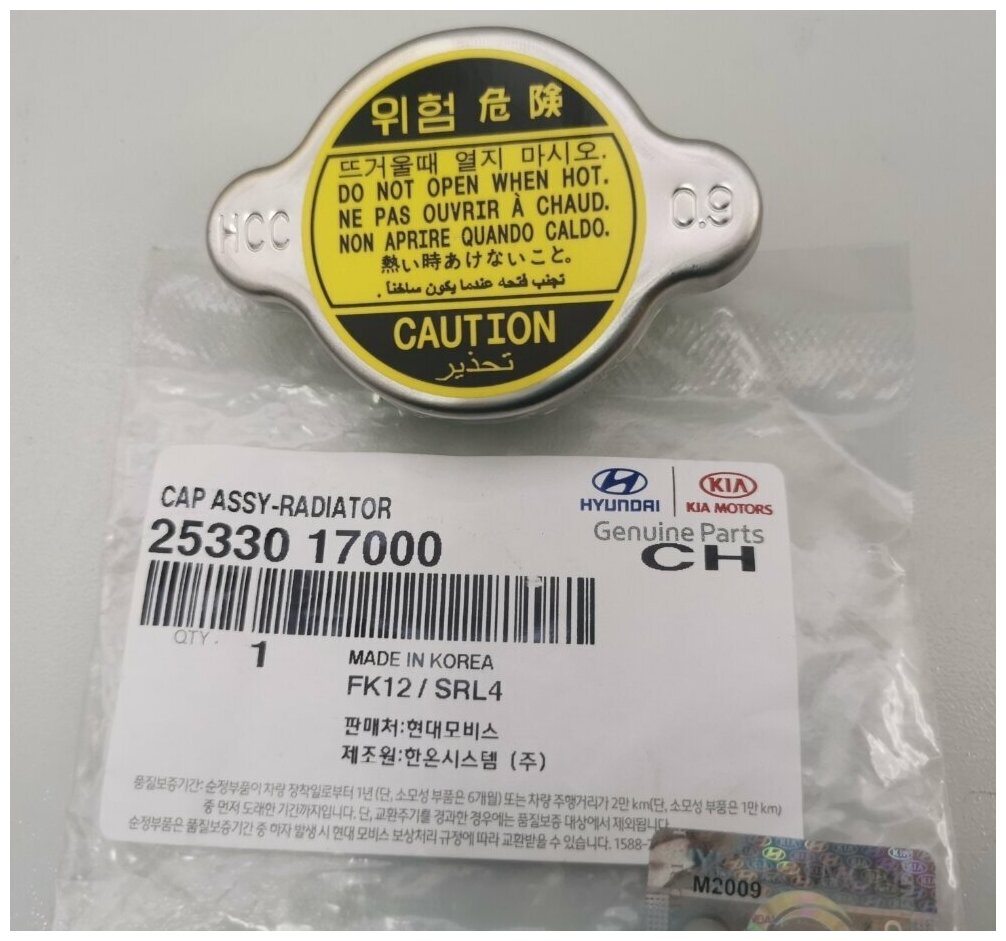 위험 危険
뜨거울때 열지 마시오.
DO NOT OPEN WHEN HOT.
NE PAS OUVRIR À CHAUD.
NON APRIRE QUANDO CALDO.
熱い時あけないこと。
تجنب فتحه عندما يكون ساخناً .
CAUTION
تحذير
HCC
0.9
CAP ASSY-RADIATOR
25330 17000
HYUNDAI
KIA
KIA MOTORS
Genuine Parts
CH
QTY.
1
MADE IN KOREA
FK12 / SRL4
판매처:현대모비스
제조원:한온시스템 (주)
품질보증기간: 순정부품이 차량 장착일로부터 1년 (단, 소모성 부품은 6개월) 또는 차량 주행거리가 2만 km(단, 소모성 부품은 1만 km)
중 먼저 도래한 기간까지입니다. 단, 교환주기를 경과한 경우에는 품질보증 대상에서 제외됩니다.
순정부품은 품질보증기간 중 하자 발생 시 현대 모비스 보상처리 규정에 따라 교환받을 수 있습니다. 1588-
KIA
M2009